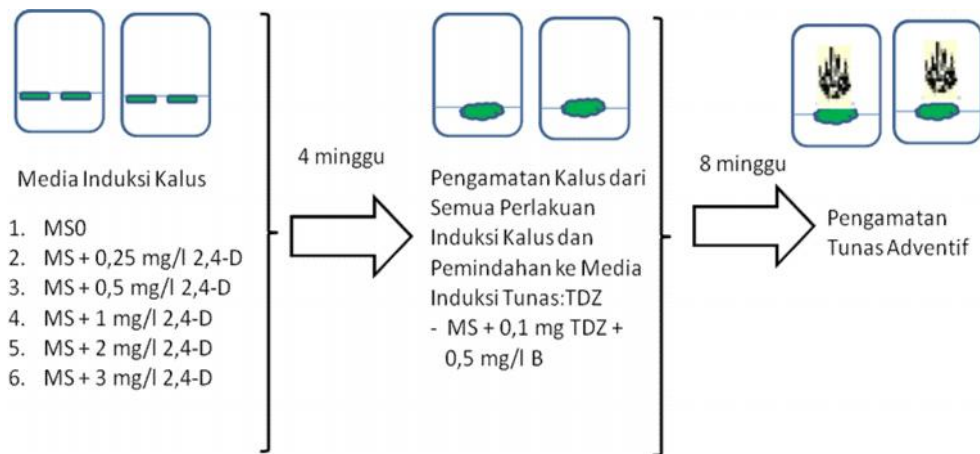 Media Induksi Kalus
1. MS0
2. MS + 0,25 mg/l 2,4-D
3. MS + 0,5 mg/l 2,4-D
4. MS + 1 mg/l 2,4-D
5. MS + 2 mg/l 2,4-D
6. MS + 3 mg/l 2,4-D
4 minggu
Pengamatan Kalus dari
Semua Perlakuan
Induksi Kalus dan
Pemindahan ke Media
Induksi Tunas:TDZ
- MS + 0,1 mg TDZ +
0,5 mg/l B
8 minggu
Pengamatan
Tunas Adventif